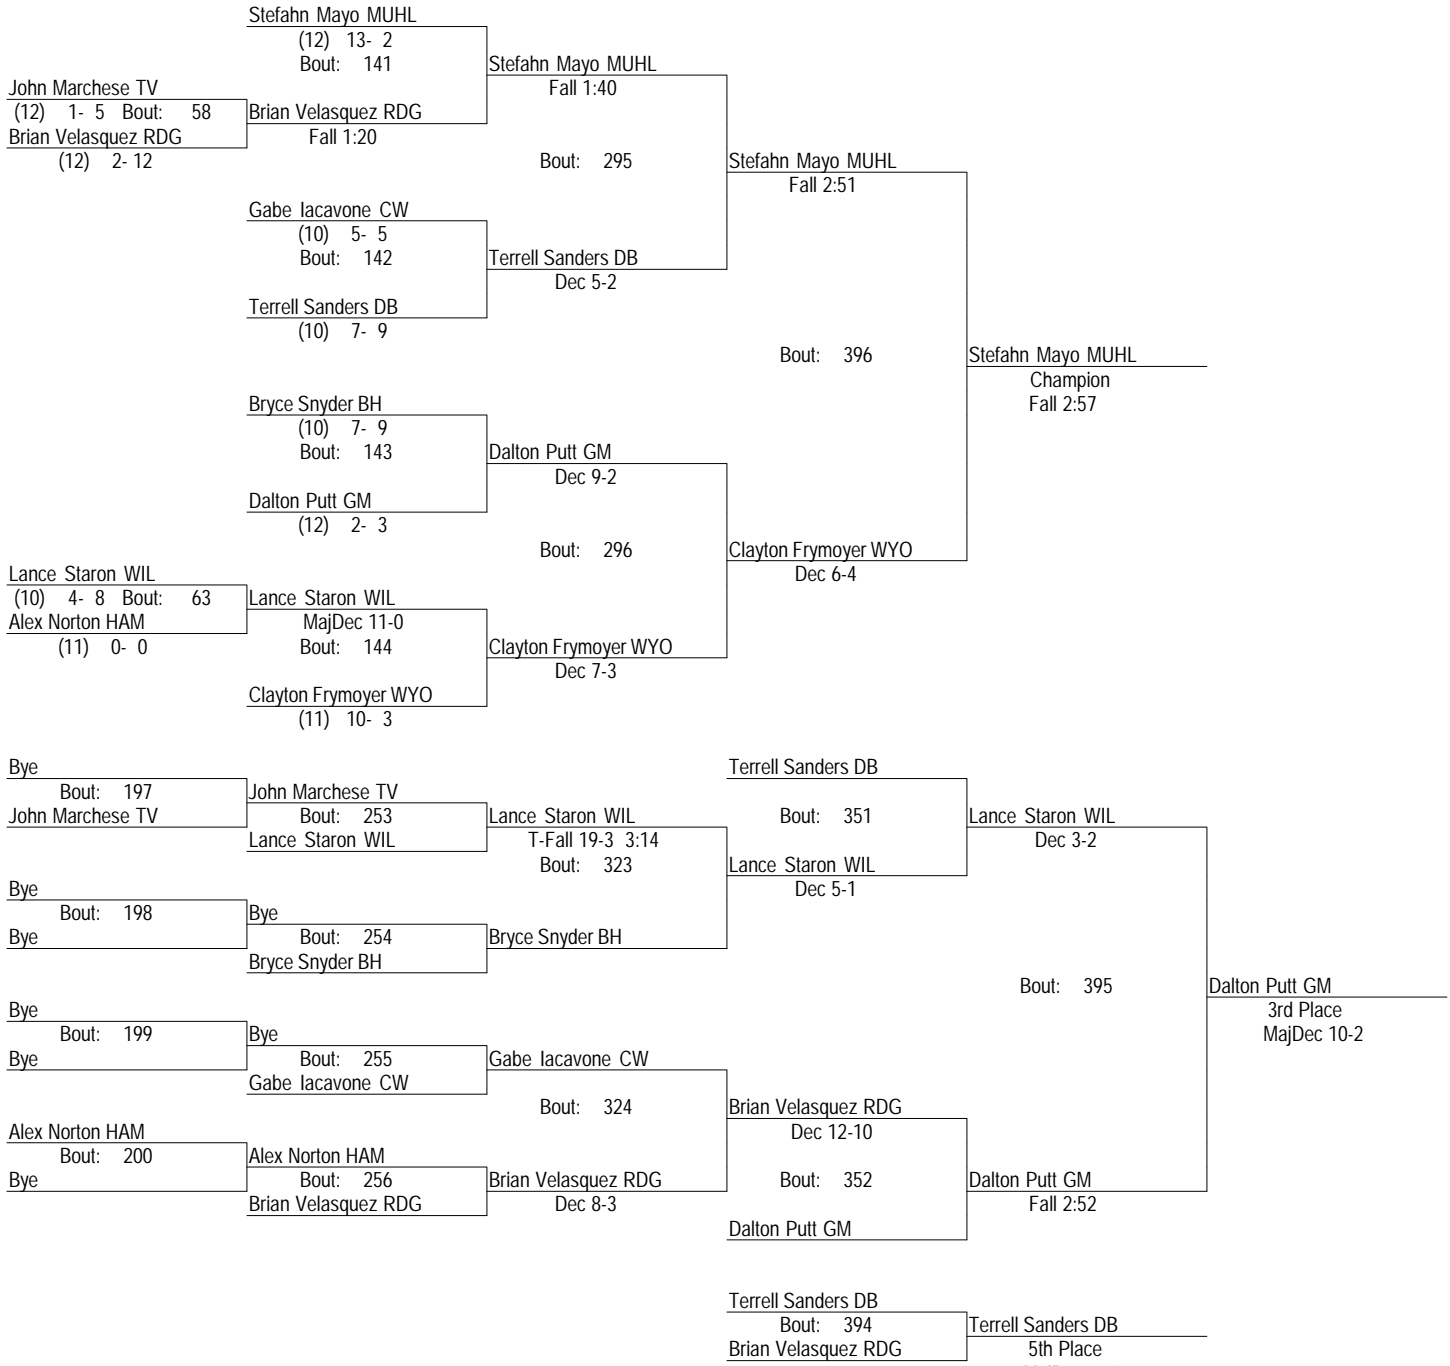 Stefahn Mayo MUHL
(12) 13- 2
Bout: 141
Stefahn Mayo MUHL
Fall 1:40
John Marchese TV
(12) 1- 5 Bout: 58
Brian Velasquez RDG
Brian Velasquez RDG
Fall 1:20
(12) 2- 12
Bout: 295
Stefahn Mayo MUHL
Fall 2:51
Gabe Iacavone CW
(10) 5- 5
Bout: 142
Terrell Sanders DB
Dec 5-2
Terrell Sanders DB
(10) 7- 9
Bout: 396
Stefahn Mayo MUHL
Champion
Fall 2:57
Bryce Snyder BH
(10) 7- 9
Bout: 143
Dalton Putt GM
Dec 9-2
Dalton Putt GM
(12) 2- 3
Bout: 296
Clayton Frymoyer WYO
Dec 6-4
Lance Staron WIL
(10) 4- 8 Bout: 63
Lance Staron WIL
Alex Norton HAM
MajDec 11-0
(11) 0- 0
Bout: 144
Clayton Frymoyer WYO
Dec 7-3
Clayton Frymoyer WYO
(11) 10- 3
Bye
Bout: 197
John Marchese TV
John Marchese TV
Bout: 253
Lance Staron WIL
Lance Staron WIL
T-Fall 19-3 3:14
Bout: 323
Terrell Sanders DB
Bout: 351
Lance Staron WIL
Dec 3-2
Lance Staron WIL
Dec 5-1
Bye
Bout: 198
Bye
Bye
Bout: 254
Bryce Snyder BH
Bryce Snyder BH
Bout: 395
Dalton Putt GM
3rd Place
MajDec 10-2
Bye
Bout: 199
Bye
Bye
Bout: 255
Gabe Iacavone CW
Gabe Iacavone CW
Bout: 324
Brian Velasquez RDG
Dec 12-10
Alex Norton HAM
Bout: 200
Bye
Alex Norton HAM
Bout: 256
Brian Velasquez RDG
Brian Velasquez RDG
Dec 8-3
Bout: 352
Dalton Putt GM
Fall 2:52
Dalton Putt GM
Terrell Sanders DB
Bout: 394
Terrell Sanders DB
Brian Velasquez RDG
5th Place